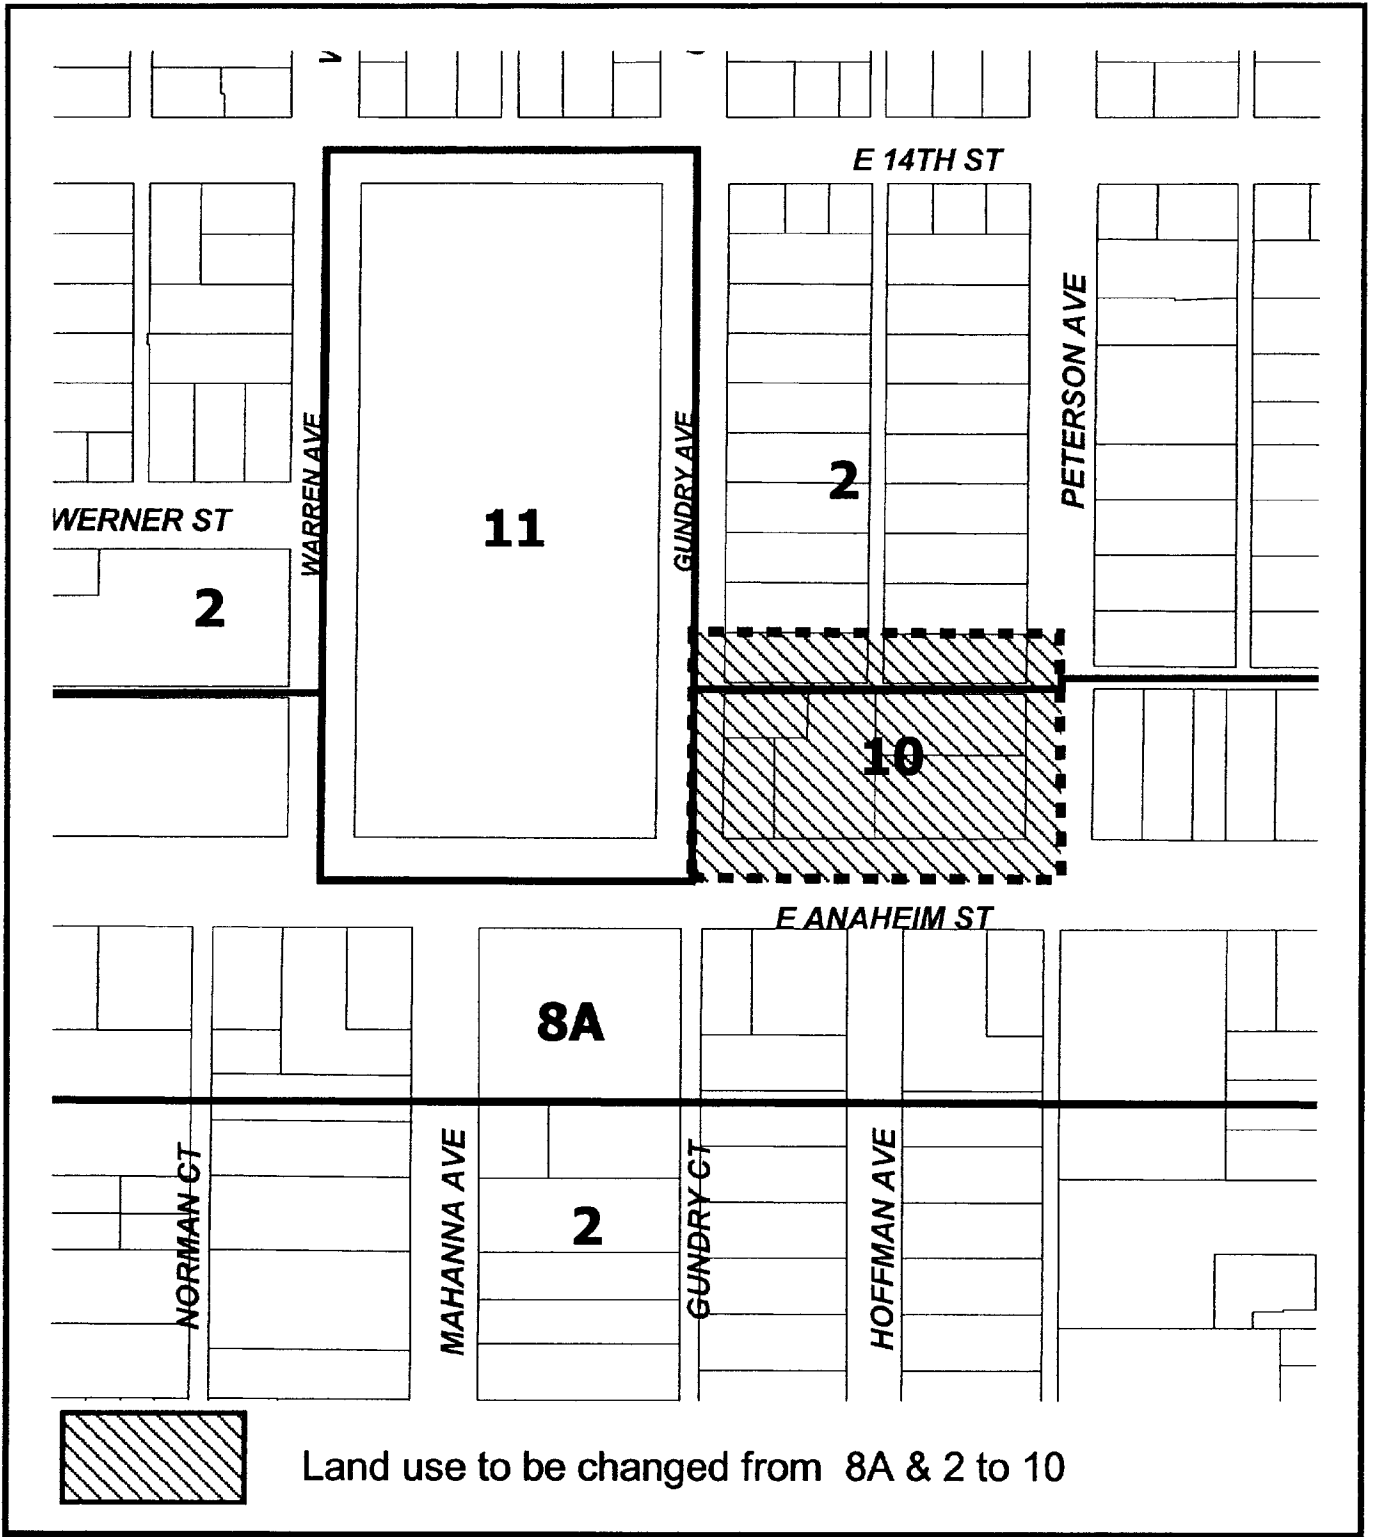 E 14TH ST
PETERSON AVE
WARREN AVE
GUNDRY AVE
2
WERNER ST
11
2
10
E ANAHEIM ST
8A
NORMAN CT
MAHANNA AVE
GUNDRY CT
HOFFMAN AVE
2
Land use to be changed from 8A & 2 to 10